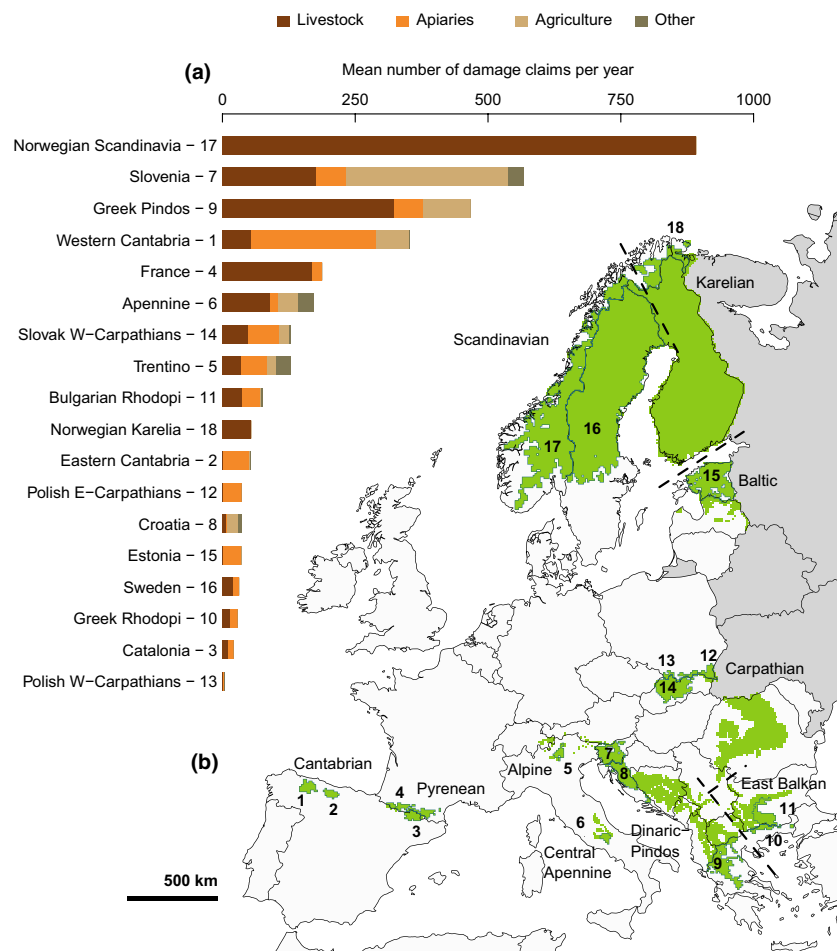 Livestock Apiaries Agriculture Other
(a)
Mean number of damage claims per year
0 250 500 750 1000
Norwegian Scandinavia − 17
Slovenia − 7
Greek Pindos − 9
Western Cantabria − 1
France − 4
Apennine − 6
Slovak W−Carpathians − 14
Trentino − 5
Bulgarian Rhodopi − 11
Norwegian Karelia − 18
Eastern Cantabria − 2
Polish E−Carpathians − 12
Croatia − 8
Estonia − 15
Sweden − 16
Greek Rhodopi − 10
Catalonia − 3
Polish W−Carpathians − 13
(b)
18
Karelian
Scandinavian
17
16
15
Baltic
13
12
Carpathian
14
Cantabrian
1
2
4
Pyrenean
3
Alpine
5
7
8
East Balkan
11
10
6
Dinaric−
Pindos
9
Central
Apennine
500 km